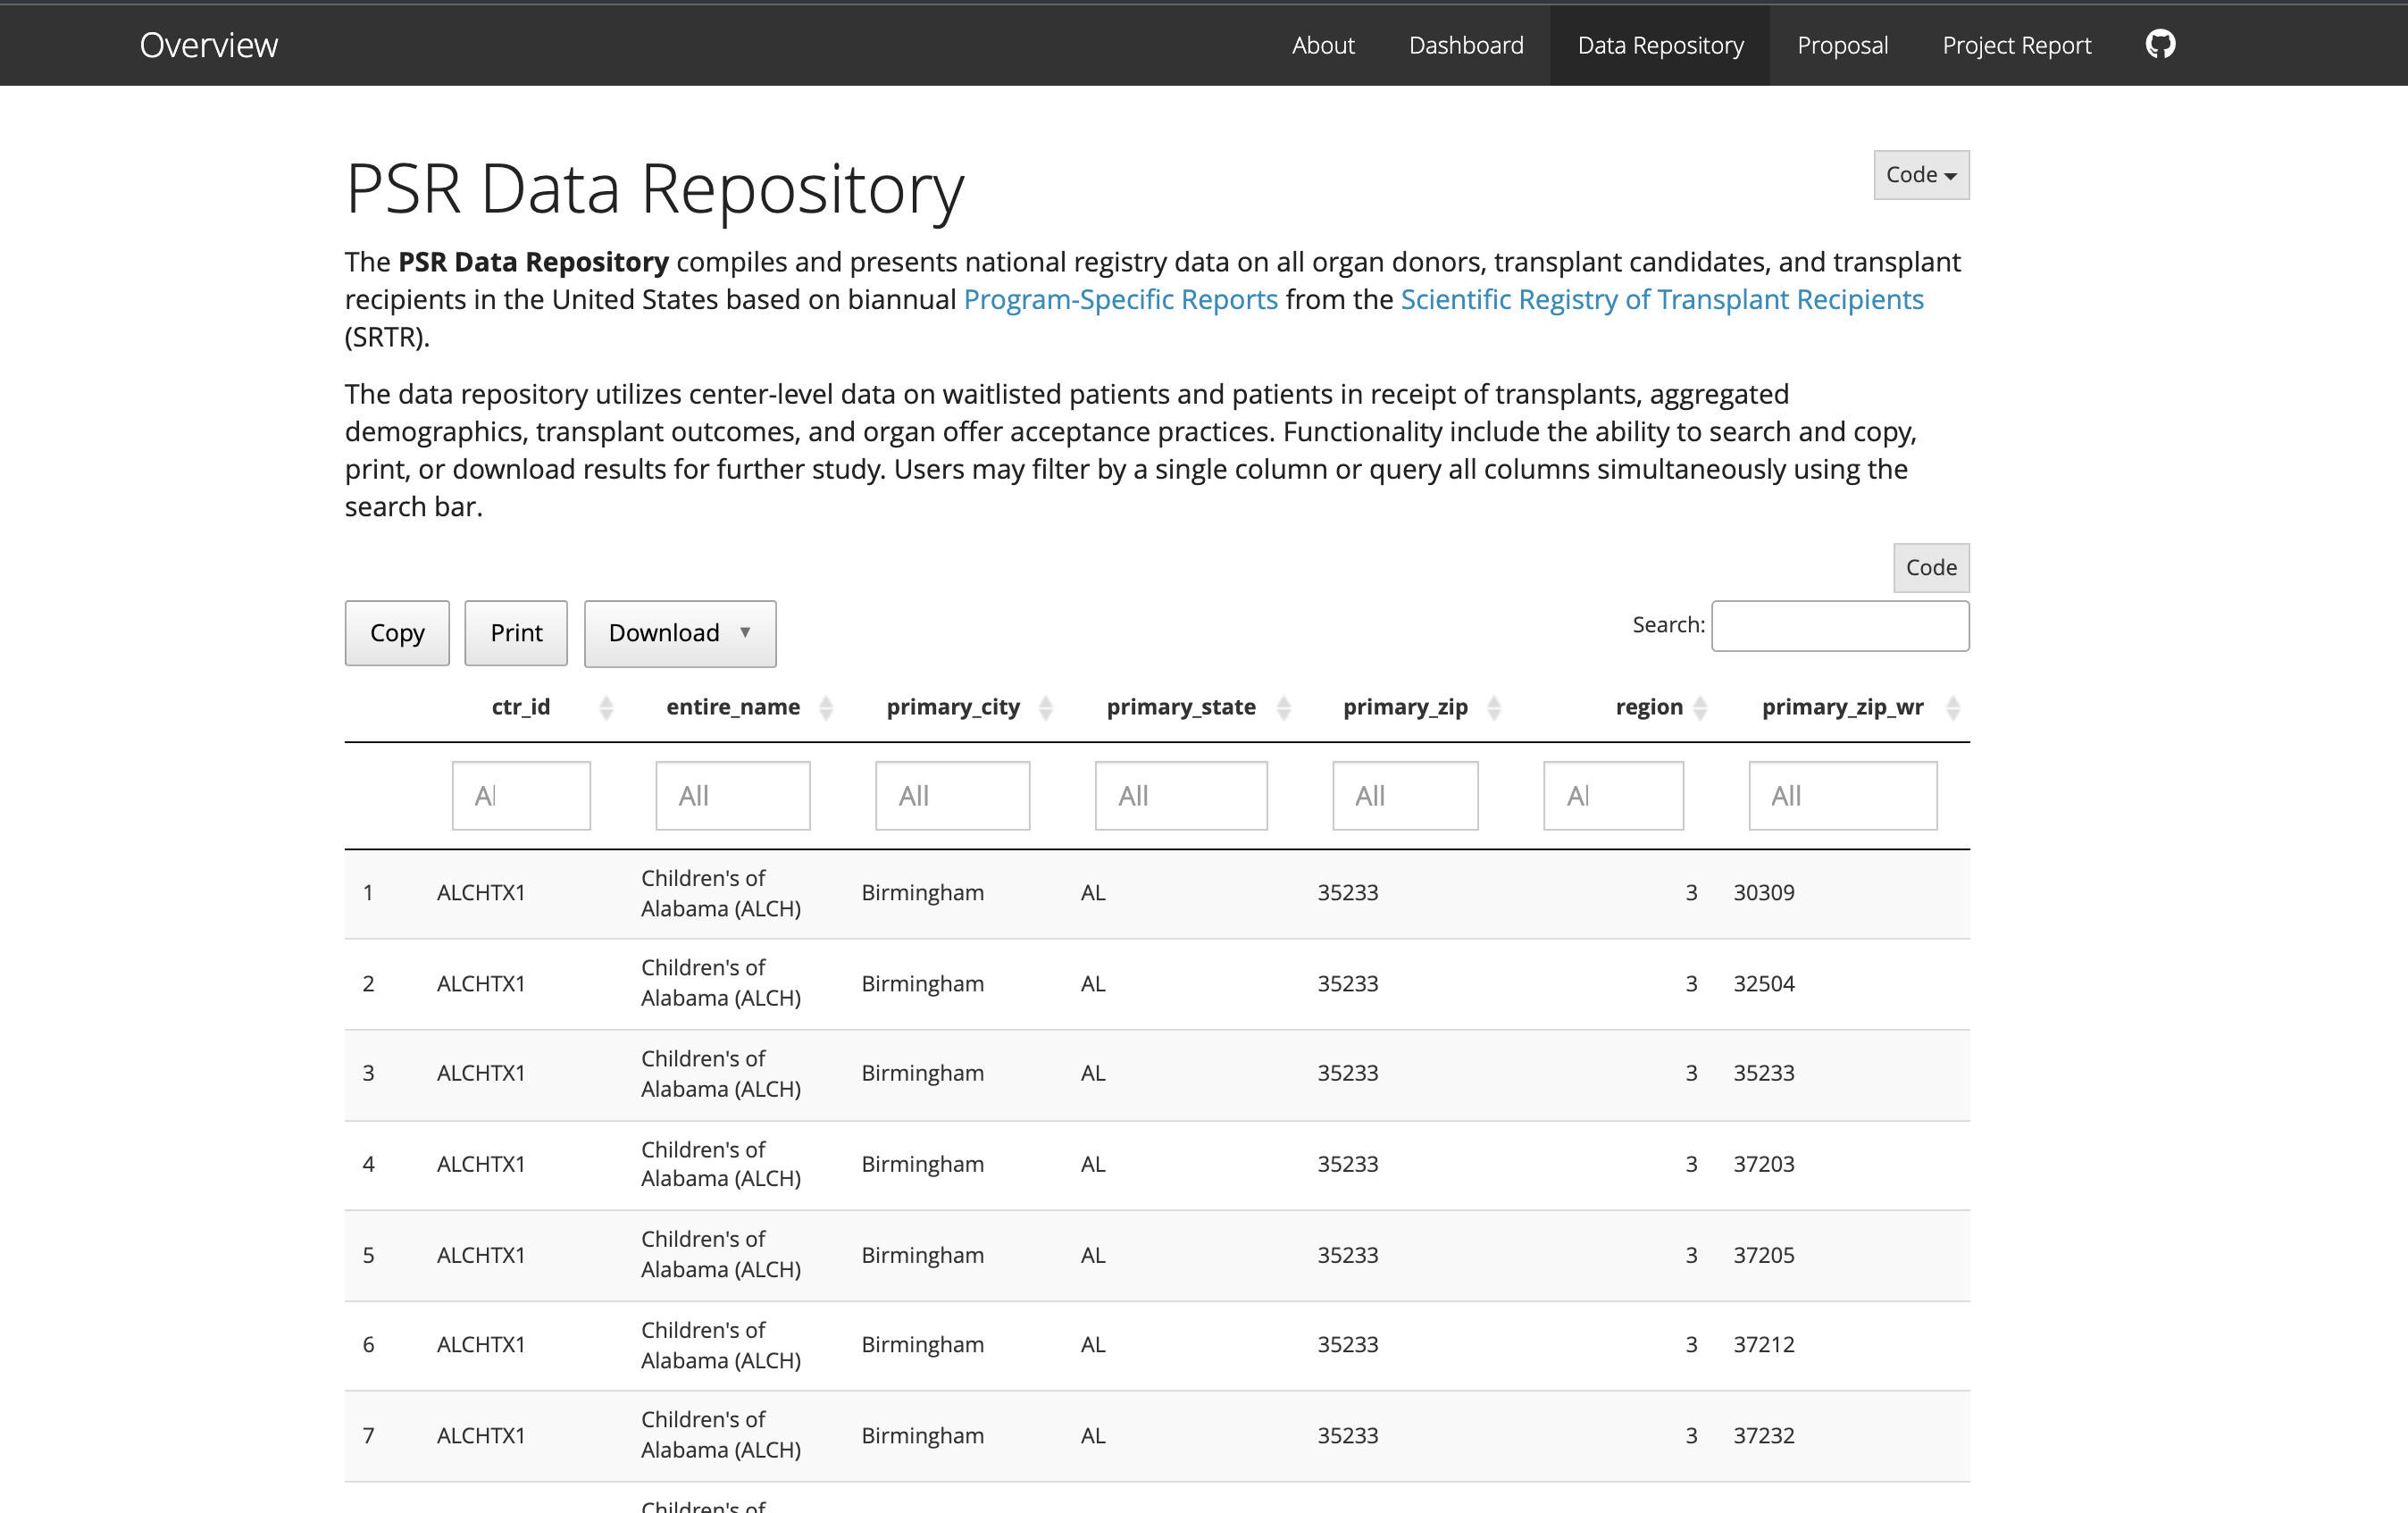 Overview About Dashboard Data Repository Proposal Project Report
PSR Data Repository
Code
The PSR Data Repository compiles and presents national registry data on all organ donors, transplant candidates, and transplant
recipients in the United States based on biannual Program-Specific Reports from the Scientific Registry of Transplant Recipients
(SRTR).
The data repository utilizes center-level data on waitlisted patients and patients in receipt of transplants, aggregated
demographics, transplant outcomes, and organ offer acceptance practices. Functionality include the ability to search and copy,
print, or download results for further study. Users may filter by a single column or query all columns simultaneously using the
search bar.
Code
Copy Print Download Search:
ctr_id entire_name primary_city primary_state primary_zip region primary_zip_wr
Al All All All All Al All
1 ALCHTX1 Children's of Alabama (ALCH) Birmingham AL 35233 3 30309
2 ALCHTX1 Children's of Alabama (ALCH) Birmingham AL 35233 3 32504
3 ALCHTX1 Children's of Alabama (ALCH) Birmingham AL 35233 3 35233
4 ALCHTX1 Children's of Alabama (ALCH) Birmingham AL 35233 3 37203
5 ALCHTX1 Children's of Alabama (ALCH) Birmingham AL 35233 3 37205
6 ALCHTX1 Children's of Alabama (ALCH) Birmingham AL 35233 3 37212
7 ALCHTX1 Children's of Alabama (ALCH) Birmingham AL 35233 3 37232
Children's of